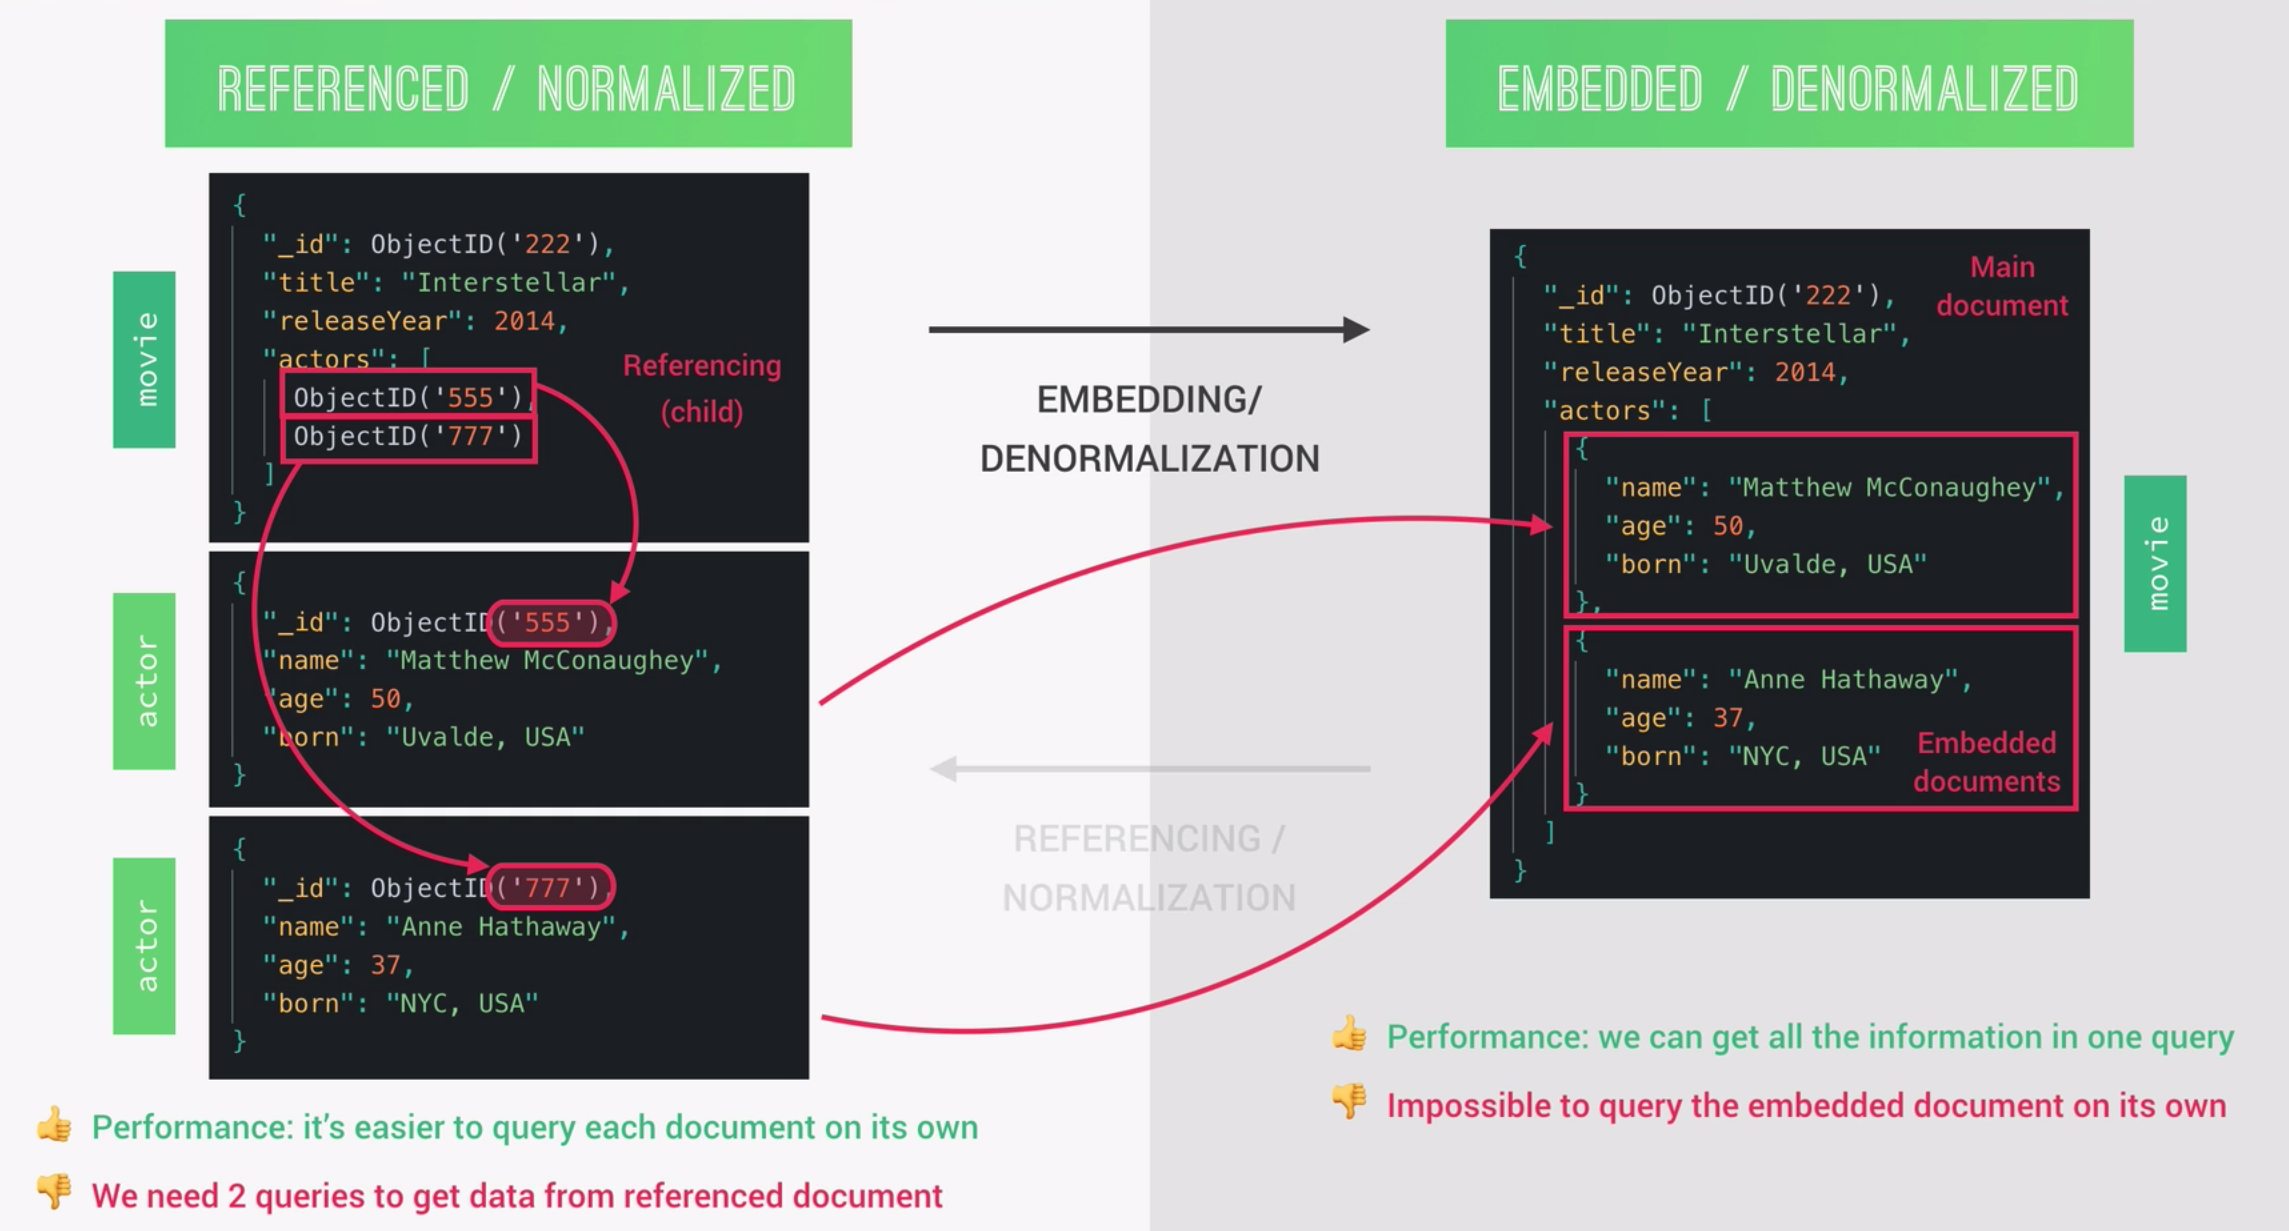 REFERENCED / NORMALIZED
movie
{
"_id": ObjectID('222'),
"title": "Interstellar",
"releaseYear": 2014,
"actors": [
ObjectID('555'),
ObjectID('777')
]
}
Referencing
(child)
actor
{
"_id": ObjectID('555'),
"name": "Matthew McConaughey",
"age": 50,
"born": "Uvalde, USA"
}
actor
{
"_id": ObjectID('777'),
"name": "Anne Hathaway",
"age": 37,
"born": "NYC, USA"
}
👍 Performance: it’s easier to query each document on its own
👎 We need 2 queries to get data from referenced document
EMBEDDING/
DENORMALIZATION
REFERENCING /
NORMALIZATION
EMBEDDED / DENORMALIZED
{
"_id": ObjectID('222'),
"title": "Interstellar",
"releaseYear": 2014,
"actors": [
{
"name": "Matthew McConaughey",
"age": 50,
"born": "Uvalde, USA"
},
{
"name": "Anne Hathaway",
"age": 37,
"born": "NYC, USA"
}
]
}
Main
document
Embedded
documents
movie
👍 Performance: we can get all the information in one query
👎 Impossible to query the embedded document on its own